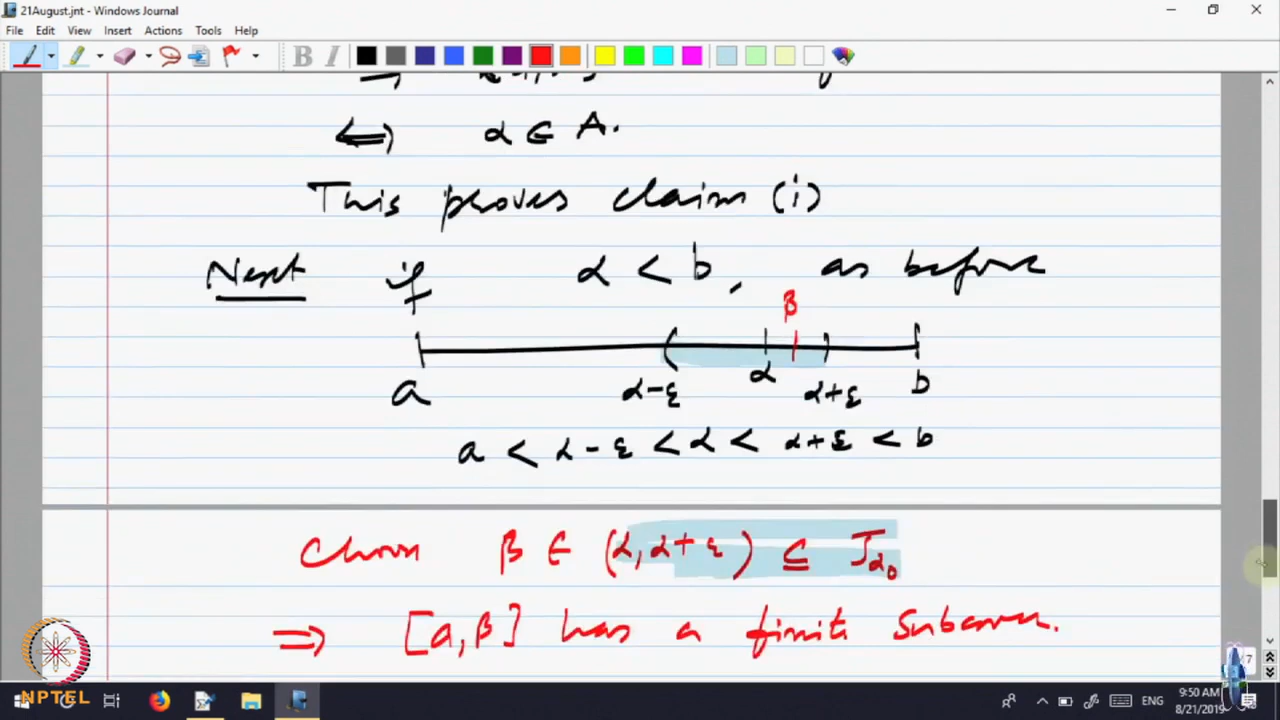 21August.jnt - Windows Journal
File Edit View Insert Actions Tools Help
⟺ α ∈ A.
This proves claim (i)
Next if α < b, as before
β
a α-ε α α+ε b
a < α-ε < α < α+ε < b
β ∈ (α, α+ε) ⊆ J_α₀
⇒ [a, β] has a finite subcover.
NPTEL
7
ENG
9:50 AM
8/21/2019